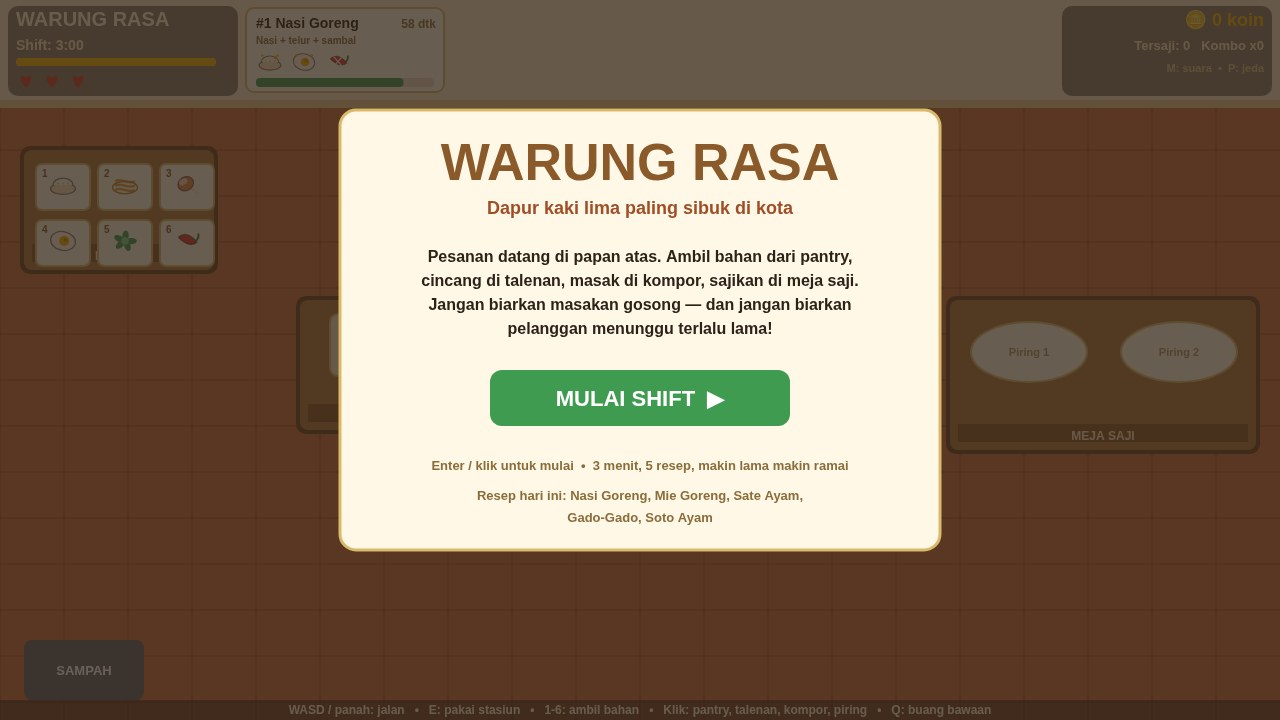 WARUNG RASA
Shift: 3:00
#1 Nasi Goreng 58 dtk
Nasi + telur + sambal
🪙 0 koin
Tersaji: 0 Kombo x0
M: suara • P: jeda
1 2 3
4 5 6
WARUNG RASA
Dapur kaki lima paling sibuk di kota
Pesanan datang di papan atas. Ambil bahan dari pantry,
cincang di talenan, masak di kompor, sajikan di meja saji.
Jangan biarkan masakan gosong — dan jangan biarkan
pelanggan menunggu terlalu lama!
MULAI SHIFT ▶
Enter / klik untuk mulai • 3 menit, 5 resep, makin lama makin ramai
Resep hari ini: Nasi Goreng, Mie Goreng, Sate Ayam,
Gado-Gado, Soto Ayam
Piring 1 Piring 2
MEJA SAJI
SAMPAH
WASD / panah: jalan • E: pakai stasiun • 1-6: ambil bahan • Klik: pantry, talenan, kompor, piring • Q: buang bawaan